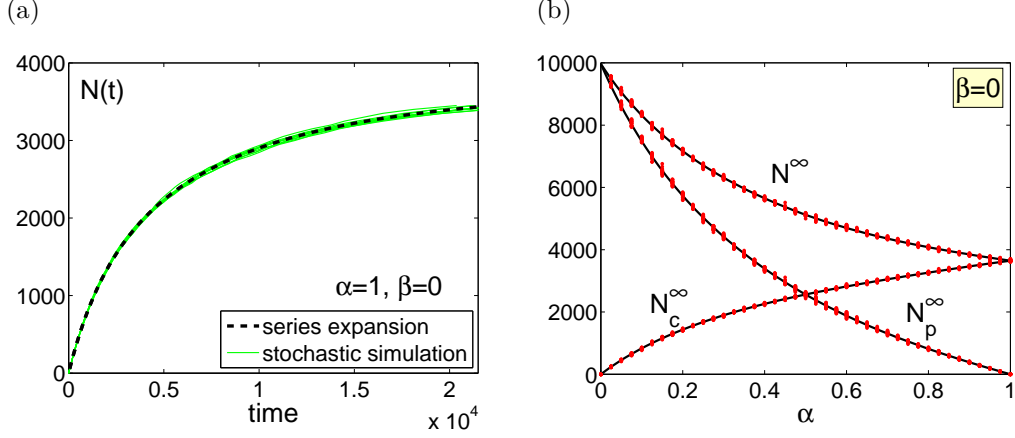 (a)
4000
3000
2000
1000
0
N(t)
α=1, β=0
series expansion
stochastic simulation
0 0.5 1 1.5 2
x 10^4
time
(b)
10000
8000
6000
4000
2000
0
β=0
N^∞
N_c^∞
N_p^∞
0 0.2 0.4 0.6 0.8 1
α